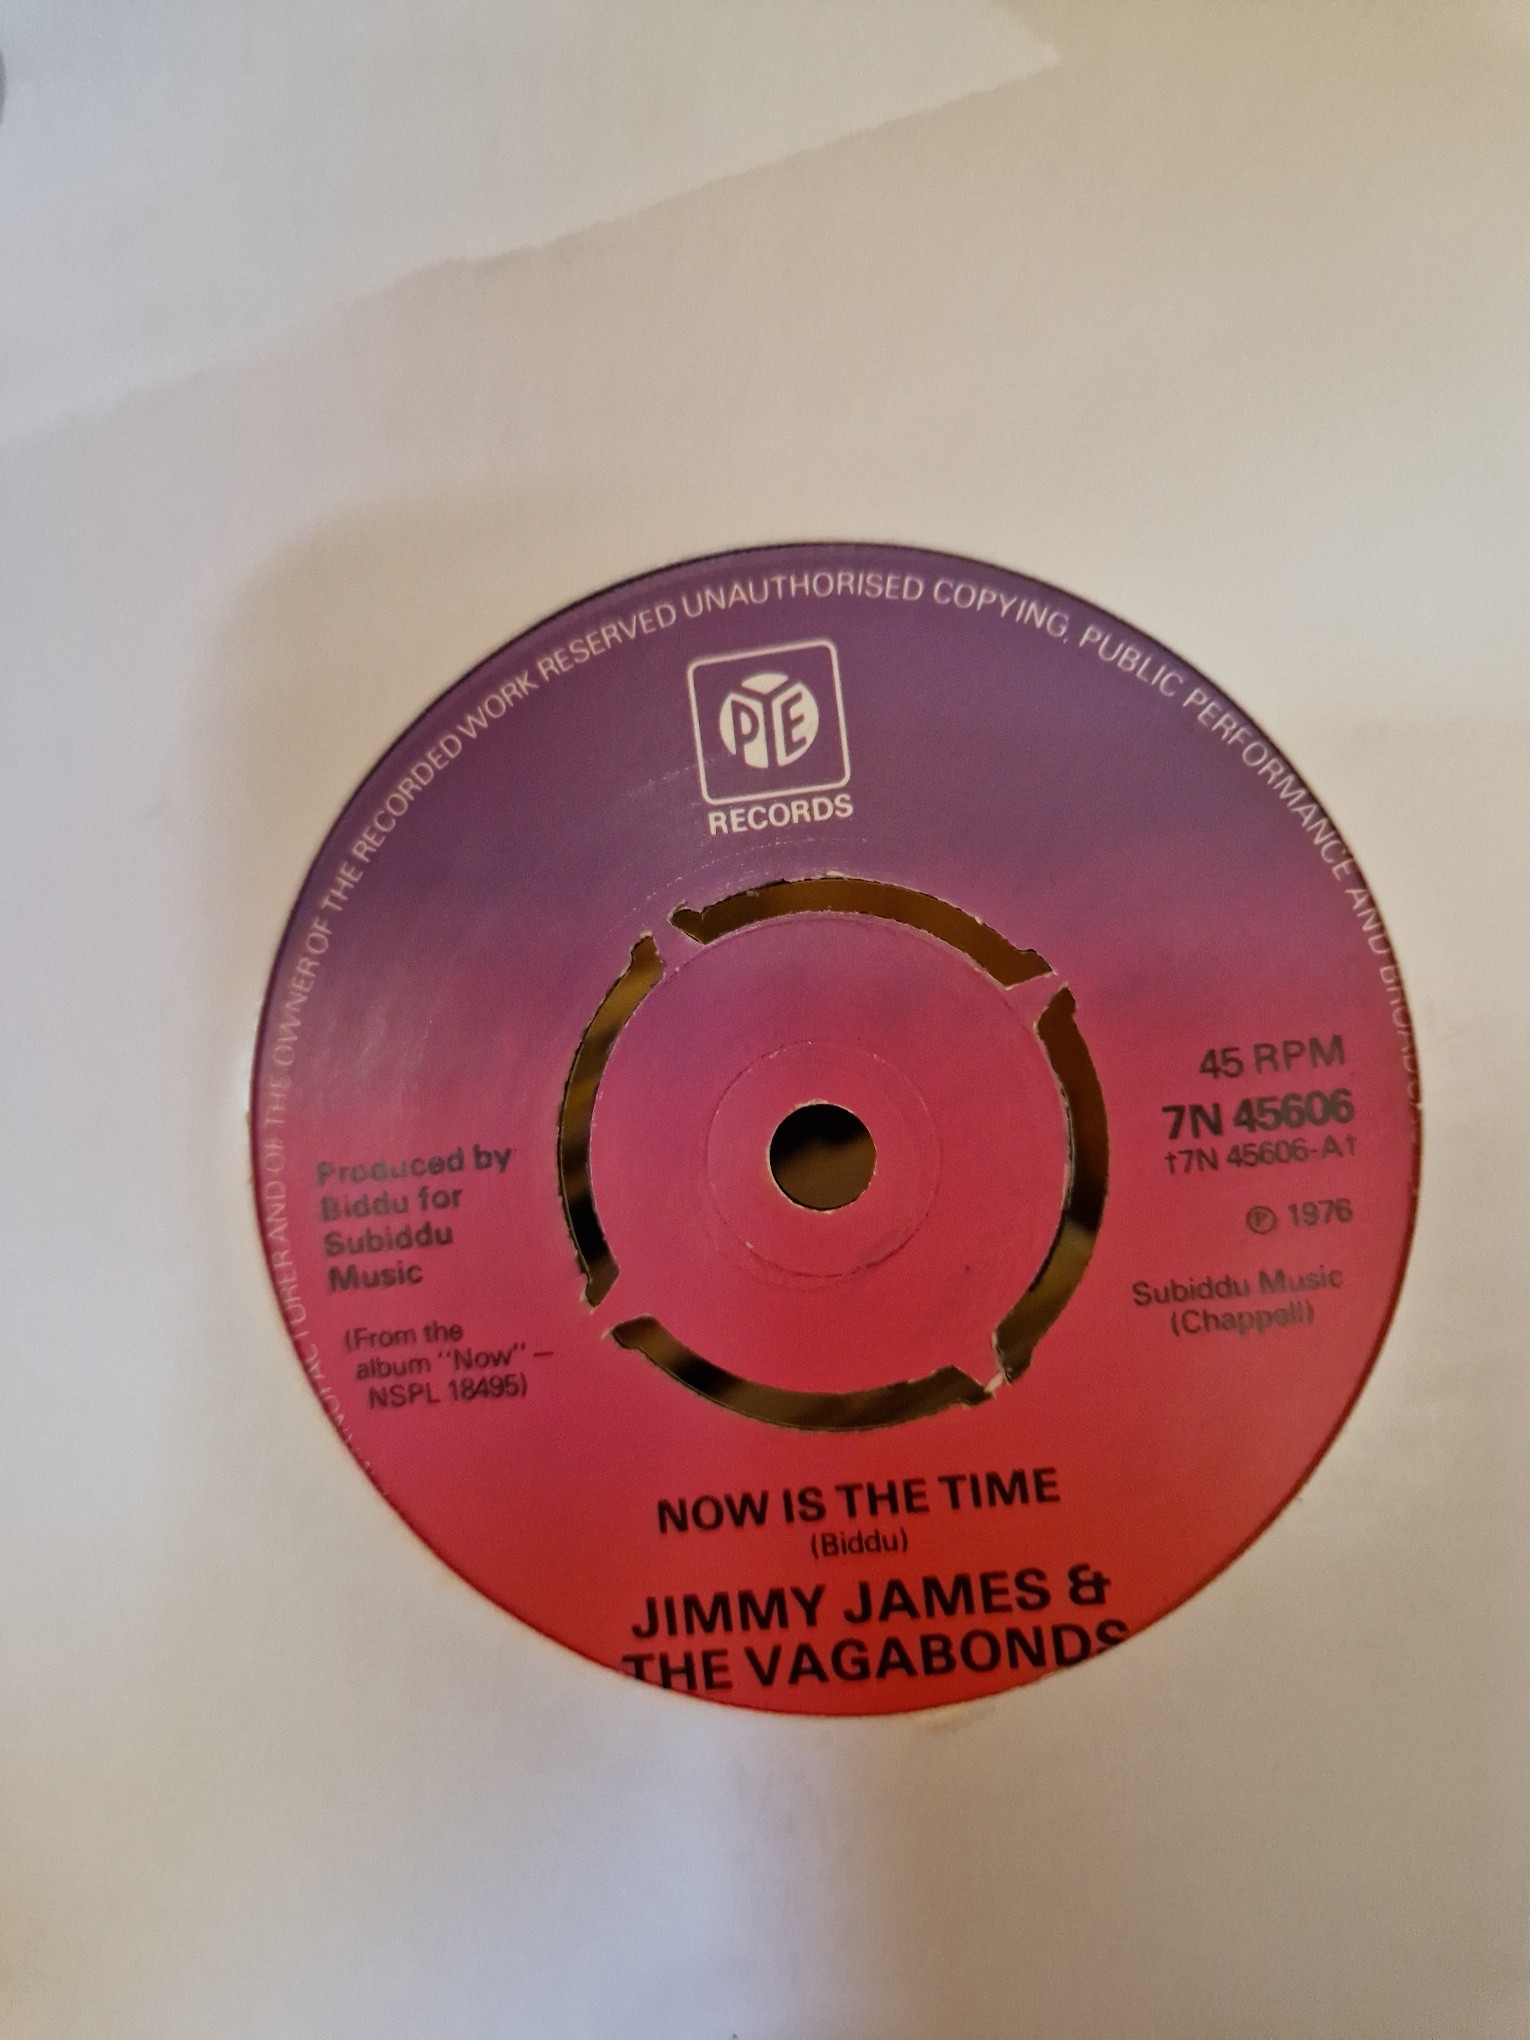 TURER AND OF THE OWNER OF THE RECORDED WORK RESERVED UNAUTHORISED COPYING, PUBLIC PERFORMANCE AND
PYE
RECORDS
45 RPM
7N 45606
†7N 45606-A†
Ⓟ 1976
Subiddu Music
(Chappell)
Produced by
Biddu for
Subiddu
Music
(From the
album "Now" –
NSPL 18495)
NOW IS THE TIME
(Biddu)
JIMMY JAMES &
THE VAGABONDS